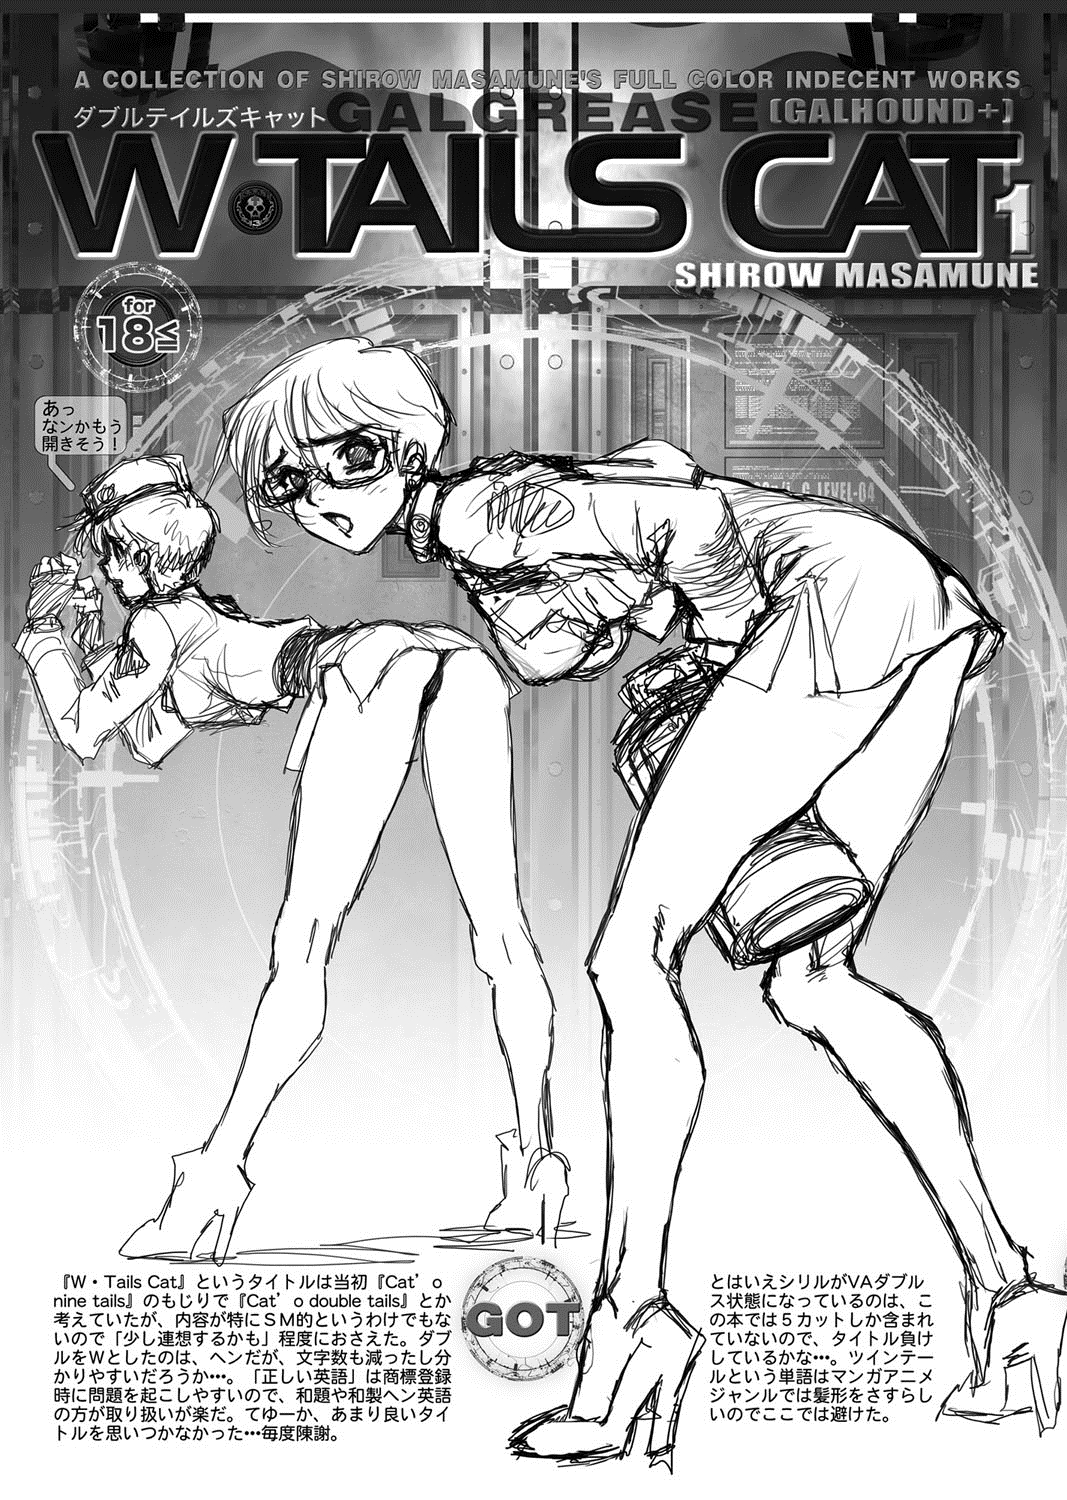 A COLLECTION OF SHIROW MASAMUNE'S FULL COLOR INDECENT WORKS
GALGREASE
[GALHOUND+]
ダブルテイルズキャット
W・TAILS CAT 1
SHIROW MASAMUNE
for
18≦
あっ
なンかもう
開きそう！
LEVEL-04
『W・Tails Cat』というタイトルは当初『Cat’o
nine tails』のもじりで『Cat’o double tails』とか
考えていたが、内容が特にＳＭ的というわけでもな
いので「少し連想するかも」程度におさえた。ダブ
ルをWとしたのは、ヘンだが、文字数も減ったし分
かりやすいだろうか…。「正しい英語」は商標登録
時に問題を起こしやすいので、和題や和製ヘン英語
の方が取り扱いが楽だ。てゆーか、あまり良いタイ
トルを思いつかなかった…毎度陳謝。
GOT
とはいえシリルがVAダブル
ス状態になっているのは、こ
の本では５カットしか含まれ
ていないので、タイトル負け
しているかな…。ツインテー
ルという単語はマンガアニメ
ジャンルでは髪形をさすらし
いのでここでは避けた。